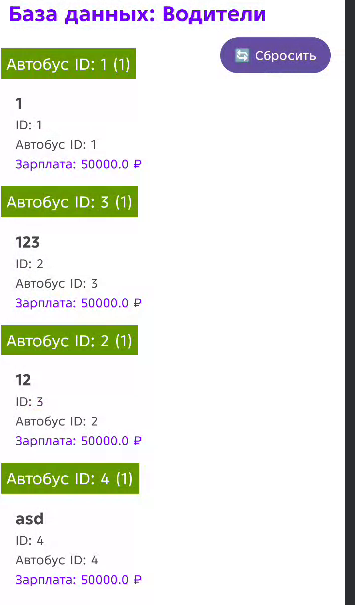 База данных: Водители
🔄 Сбросить
Автобус ID: 1 (1)
1
ID: 1
Автобус ID: 1
Зарплата: 50000.0 ₽
Автобус ID: 3 (1)
123
ID: 2
Автобус ID: 3
Зарплата: 50000.0 ₽
Автобус ID: 2 (1)
12
ID: 3
Автобус ID: 2
Зарплата: 50000.0 ₽
Автобус ID: 4 (1)
asd
ID: 4
Автобус ID: 4
Зарплата: 50000.0 ₽